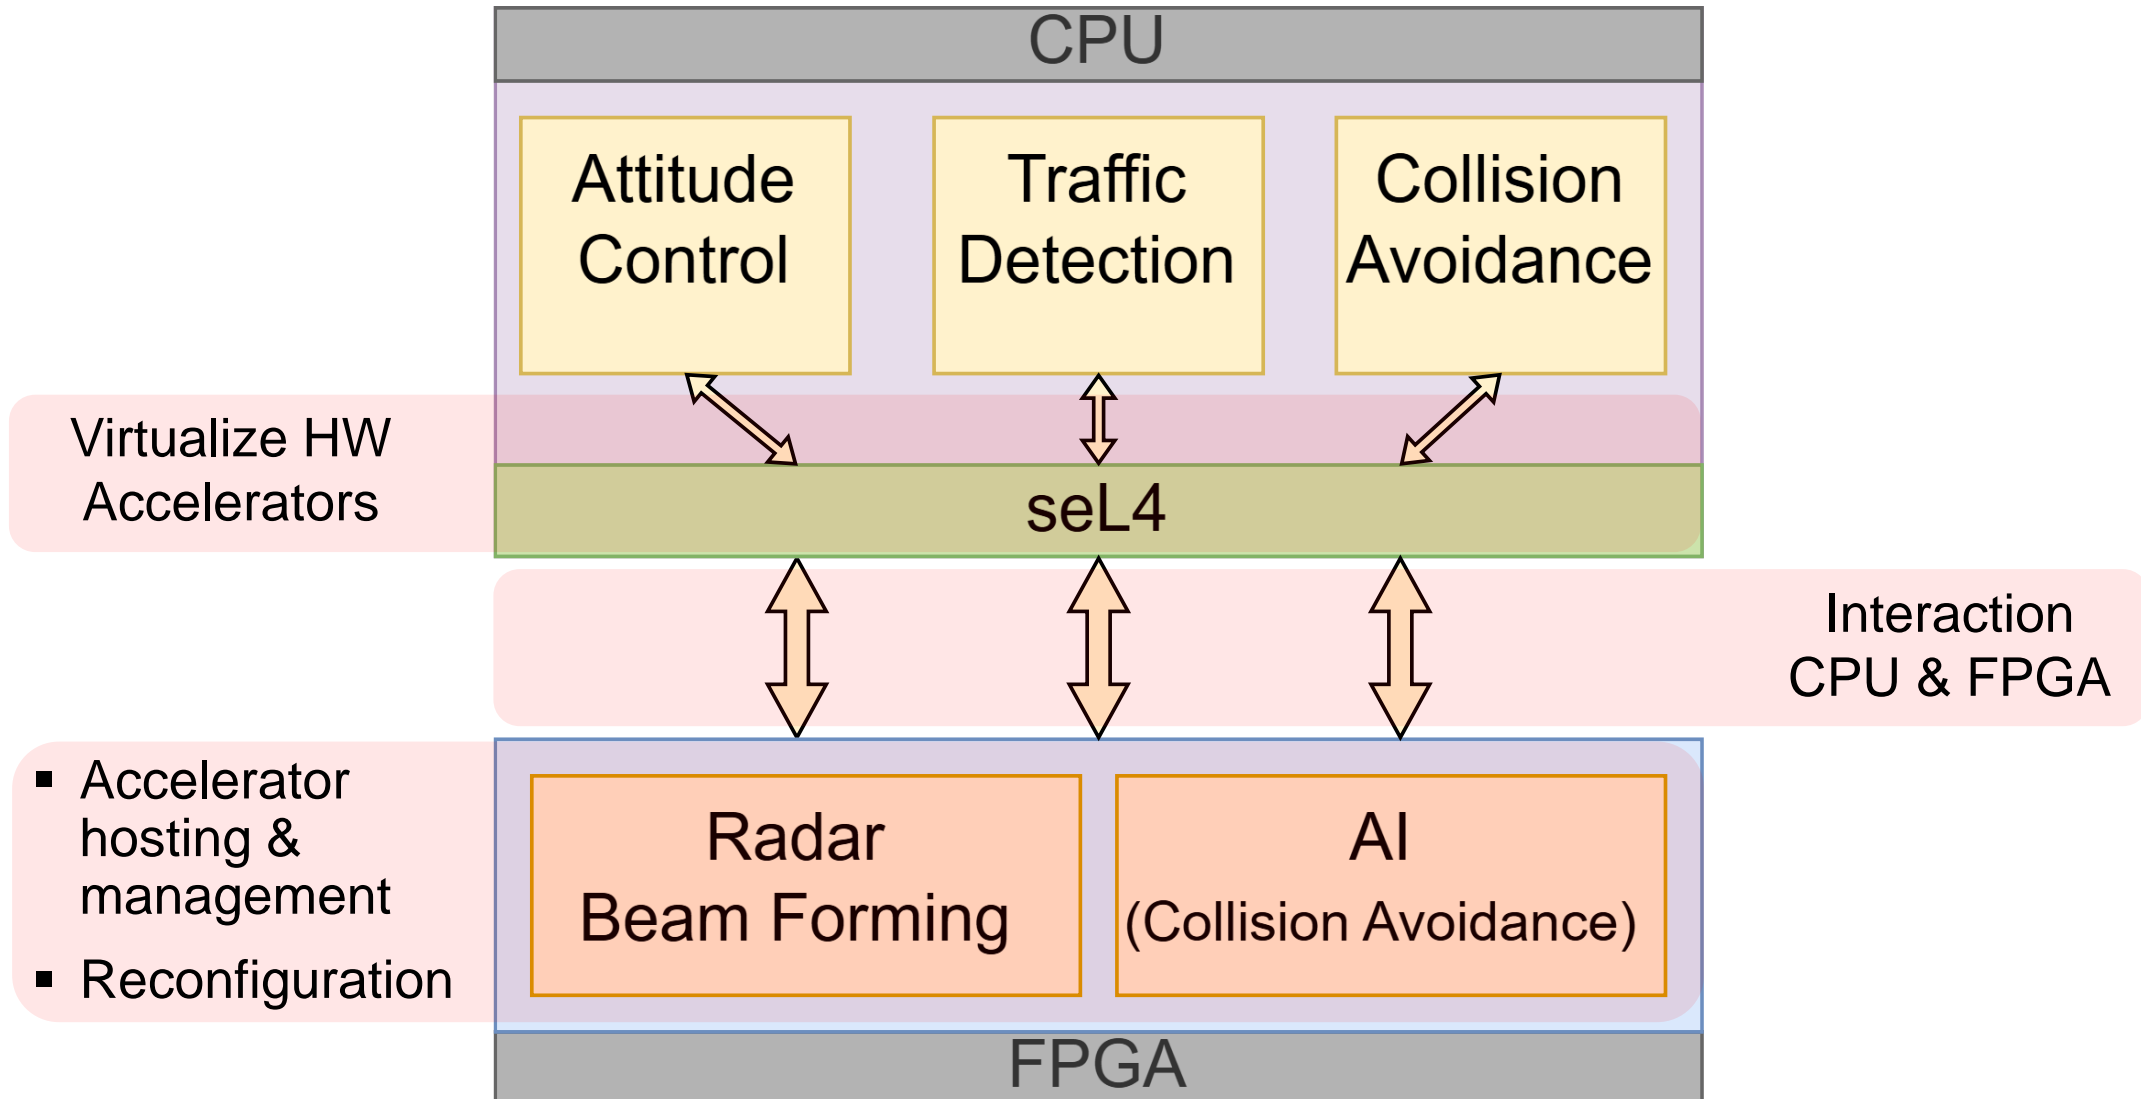 CPU
Attitude
Control
Traffic
Detection
Collision
Avoidance
Virtualize HW
Accelerators
seL4
Interaction
CPU & FPGA
▪ Accelerator
hosting &
management
▪ Reconfiguration
Radar
Beam Forming
AI
(Collision Avoidance)
FPGA